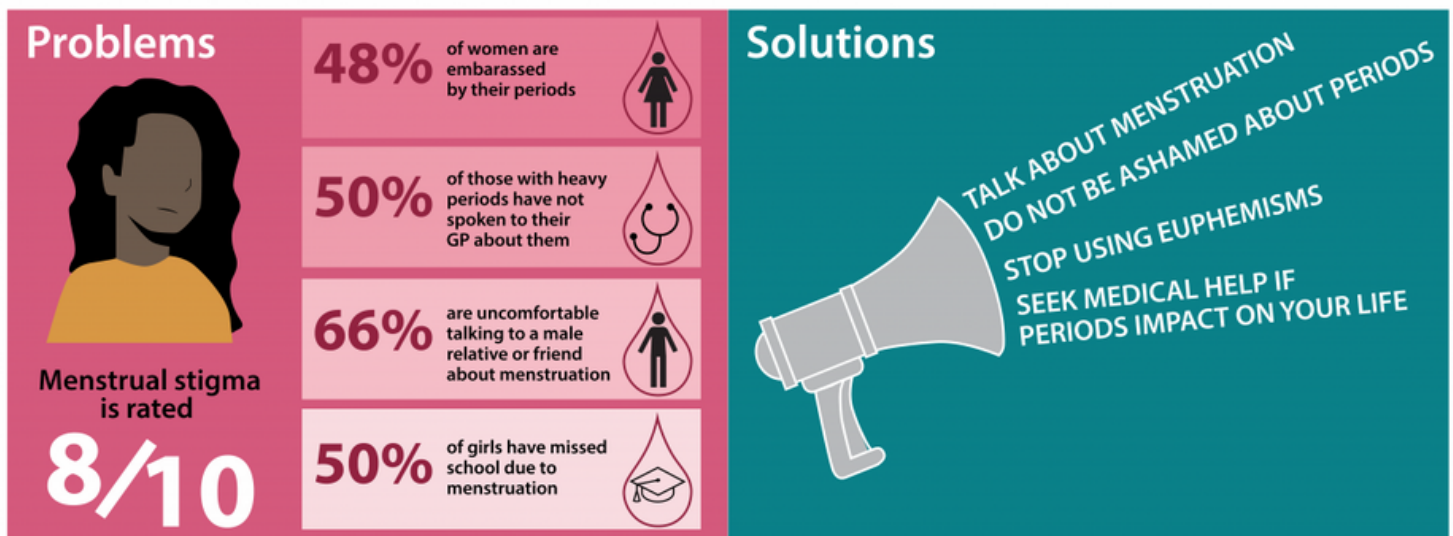 Problems
Menstrual stigma
is rated
8/10
48%
of women are
embarassed
by their periods
50%
of those with heavy
periods have not
spoken to their
GP about them
66%
are uncomfortable
talking to a male
relative or friend
about menstruation
50%
of girls have missed
school due to
menstruation
Solutions
TALK ABOUT MENSTRUATION
DO NOT BE ASHAMED ABOUT PERIODS
STOP USING EUPHEMISMS
SEEK MEDICAL HELP IF
PERIODS IMPACT ON YOUR LIFE